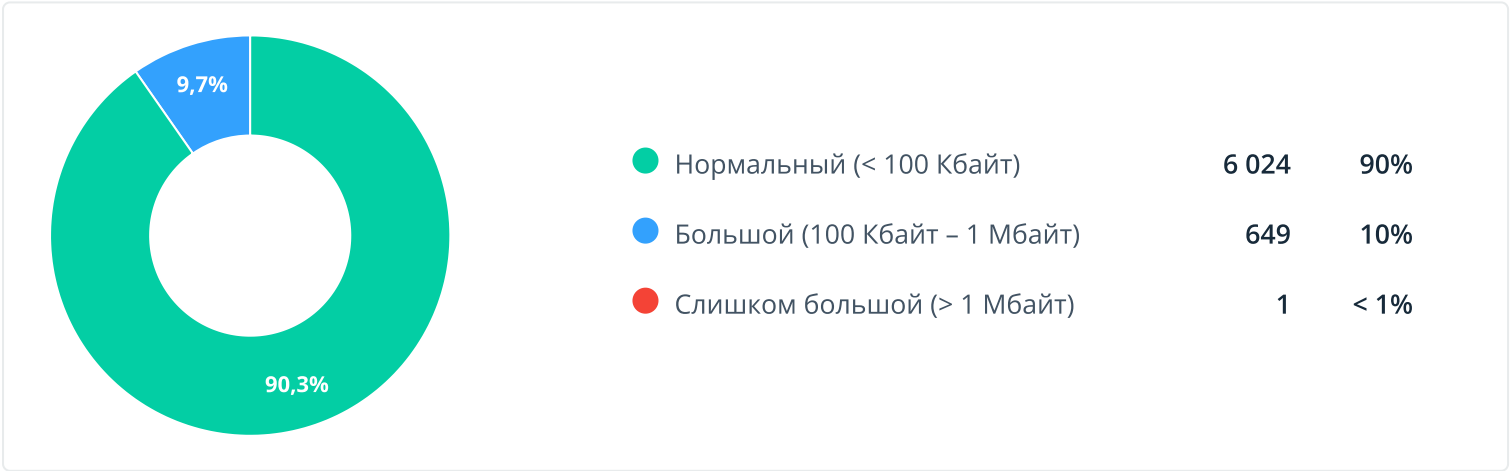 9,7%
90,3%
Нормальный (< 100 Кбайт) 6 024 90%
Большой (100 Кбайт – 1 Мбайт) 649 10%
Слишком большой (> 1 Мбайт) 1 < 1%